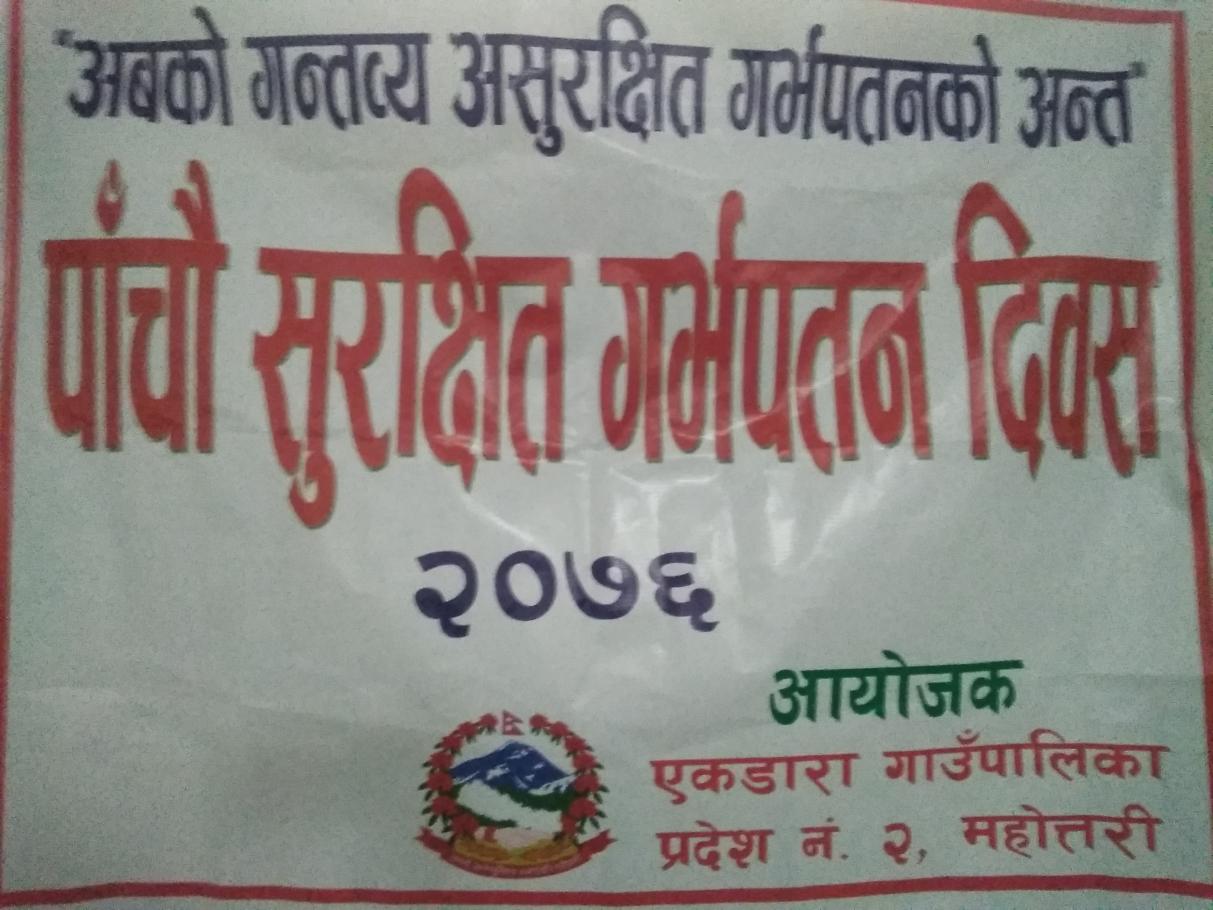 "अबको गन्तव्य असुरक्षित गर्भपतनको अन्त"
पाँचौ सुरक्षित गर्भपतन दिवस
२०७६
आयोजक
एकडारा गाउँपालिका
प्रदेश नं. २, महोत्तरी